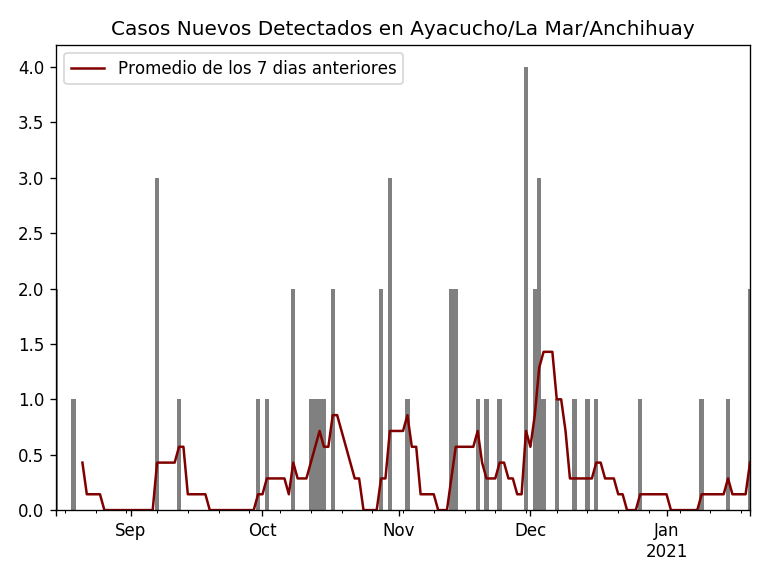 Casos Nuevos Detectados en Ayacucho/La Mar/Anchihuay
Promedio de los 7 dias anteriores
4.0
3.5
3.0
2.5
2.0
1.5
1.0
0.5
0.0
Sep
Oct
Nov
Dec
Jan
2021